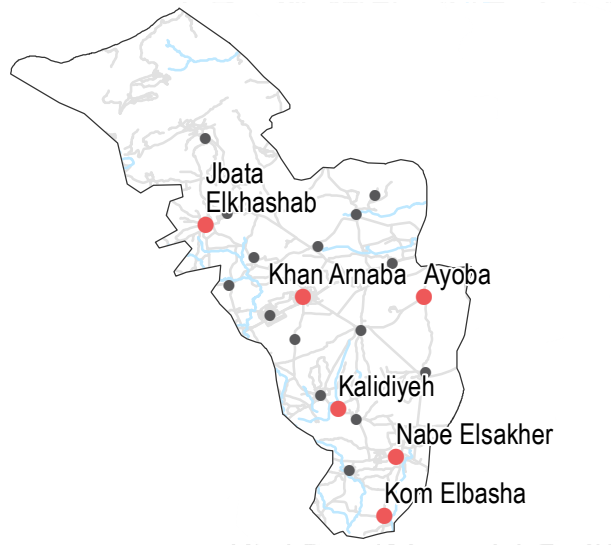 Jbata
Elkhashab
Khan Arnaba
Ayoba
Kalidiyeh
Nabe Elsakher
Kom Elbasha